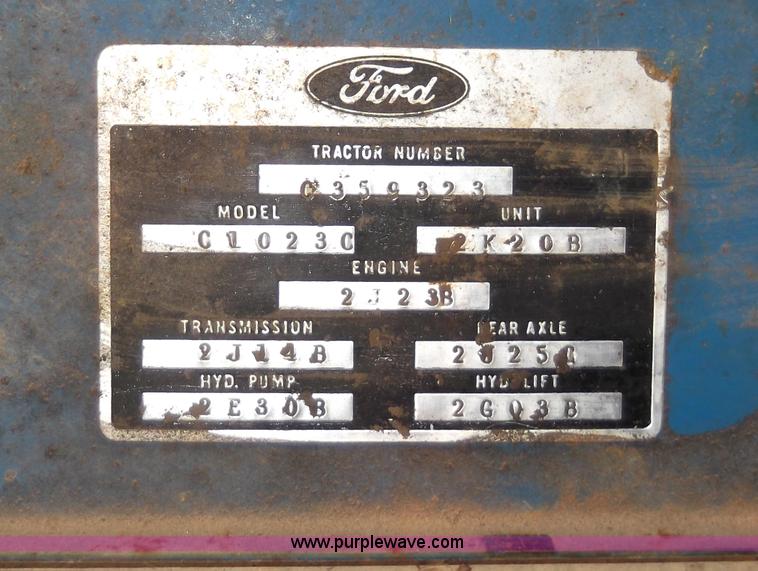 Ford
TRACTOR NUMBER
C359323
MODEL UNIT
C1023C 2K20B
ENGINE
2J23B
TRANSMISSION REAR AXLE
2J14B
HYD. PUMP HYD. LIFT
2E30B 2G03B
www.purplewave.com